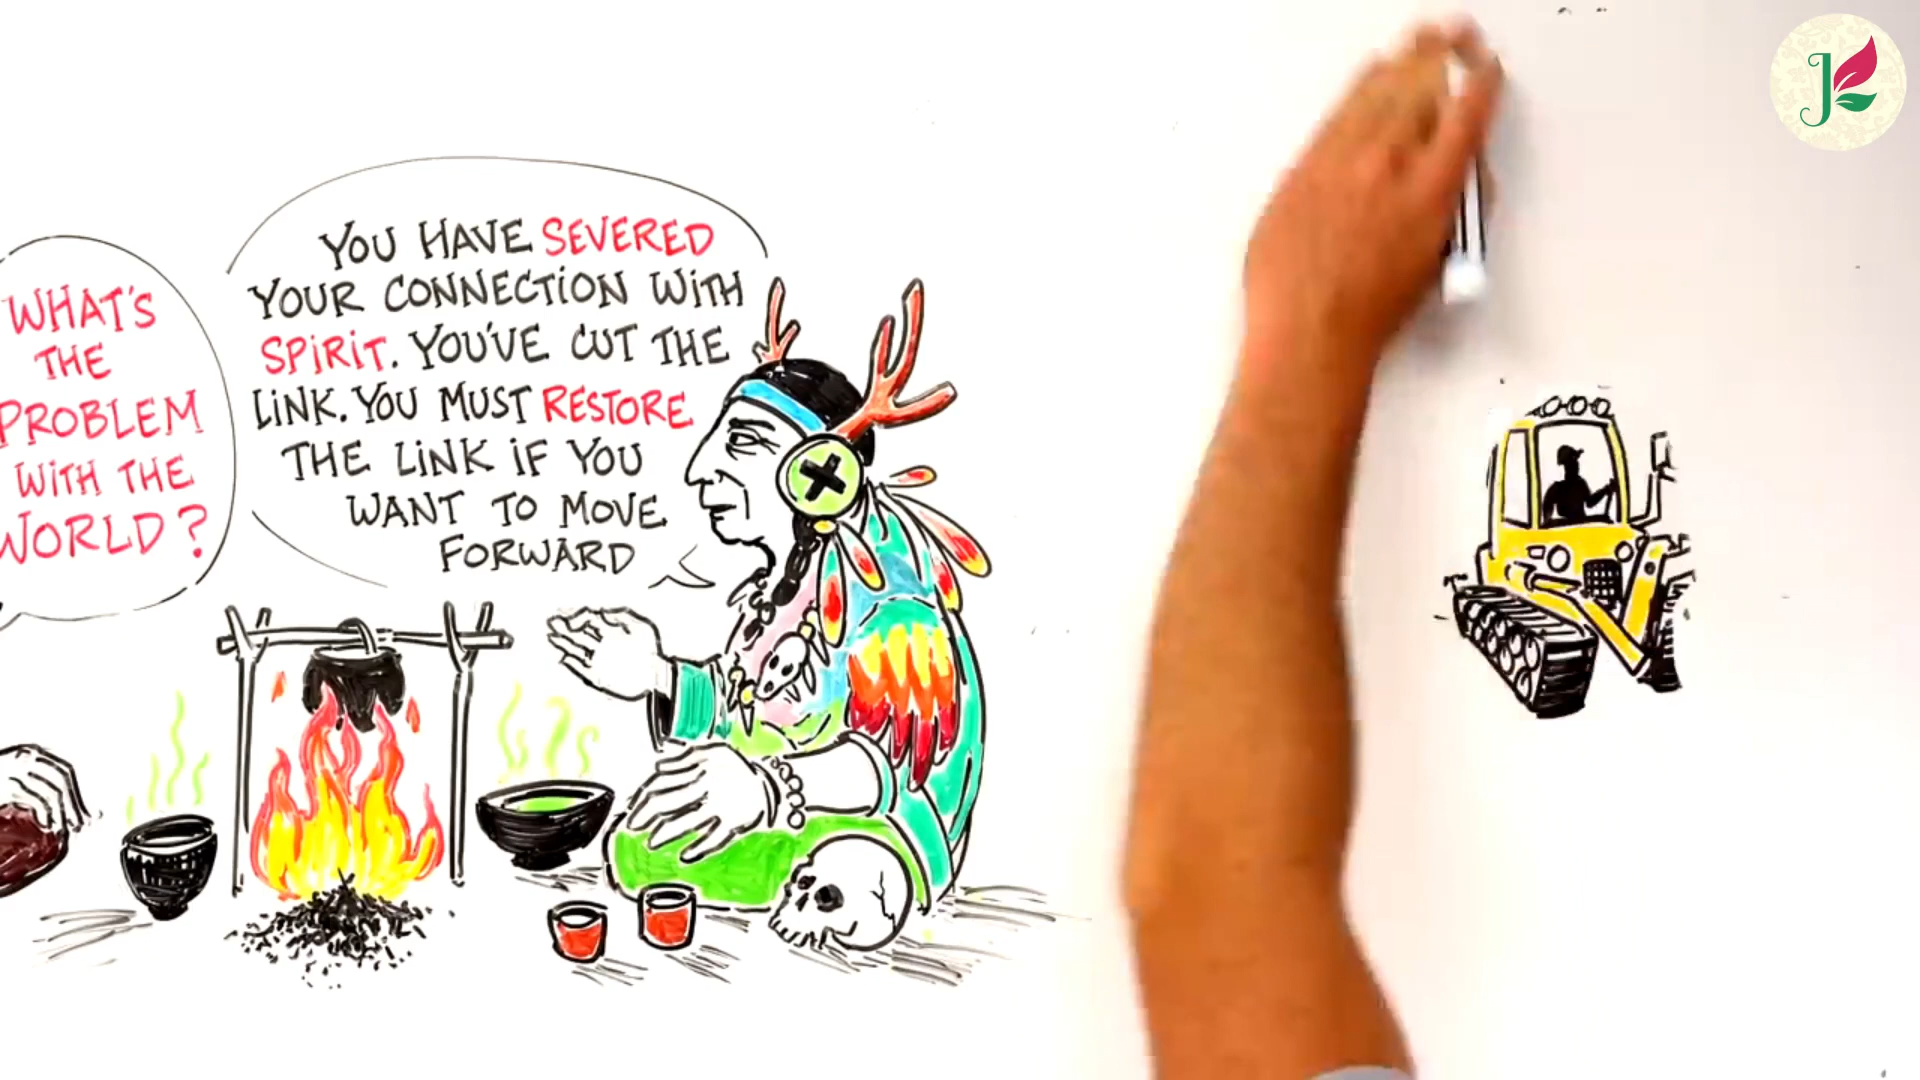 WHAT'S
THE
PROBLEM
WITH THE
WORLD?
YOU HAVE SEVERED
YOUR CONNECTION WITH
SPIRIT. YOU'VE CUT THE
LINK. YOU MUST RESTORE
THE LINK IF YOU
WANT TO MOVE
FORWARD